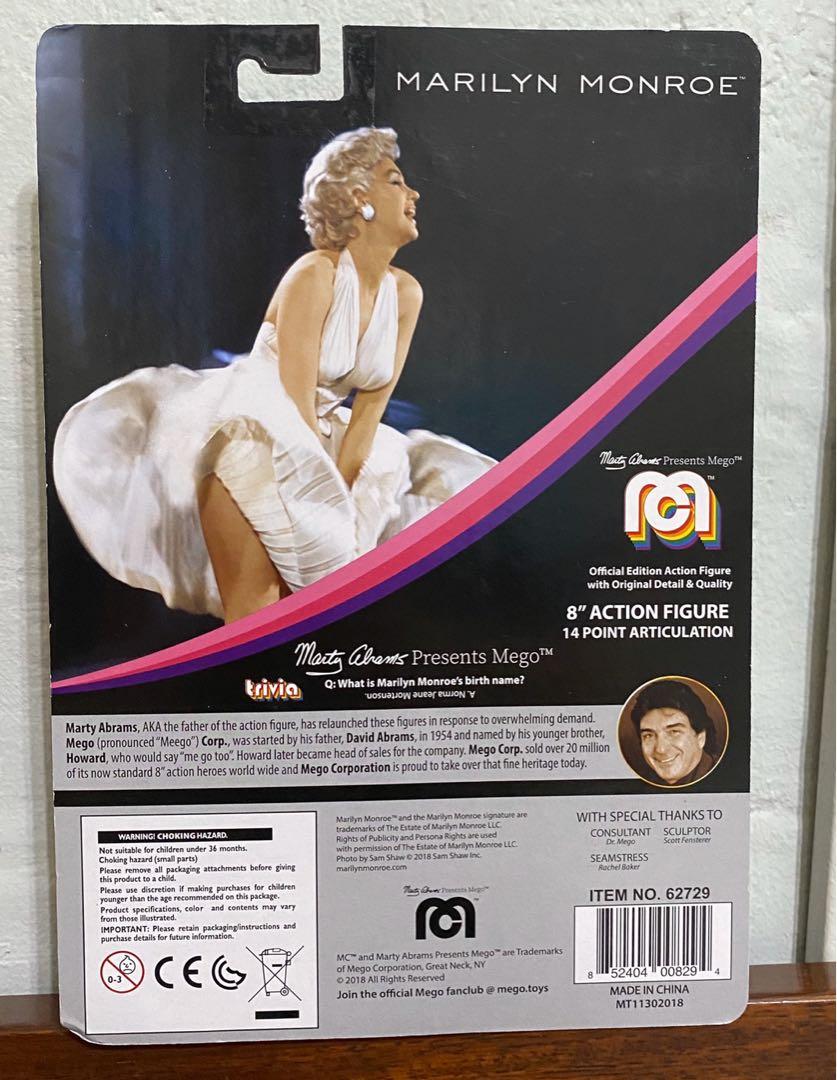 MARILYN MONROE™
Marty Abrams Presents Mego™
TM
Official Edition Action Figure
with Original Detail & Quality
8” ACTION FIGURE
14 POINT ARTICULATION
Marty Abrams Presents Mego™
trivia
Q: What is Marilyn Monroe's birth name?
A. Norma Jeane Mortenson.
Marty Abrams, AKA the father of the action figure, has relaunched these figures in response to overwhelming demand.
Mego (pronounced “Meego”) Corp., was started by his father, David Abrams, in 1954 and named by his younger brother,
Howard, who would say “me go too”. Howard later became head of sales for the company. Mego Corp. sold over 20 million
of its now standard 8” action heroes world wide and Mego Corporation is proud to take over that fine heritage today.
WARNING! CHOKING HAZARD.
Not suitable for children under 36 months.
Choking hazard (small parts)
Please remove all packaging attachments before giving
this product to a child.
Please use discretion if making purchases for children
younger than the age recommended on this package.
Product specifications, color and contents may vary
from those illustrated.
IMPORTANT: Please retain packaging/instructions and
purchase details for future information.
0-3
CE
Marilyn Monroe™ and the Marilyn Monroe signature are
trademarks of The Estate of Marilyn Monroe LLC.
Rights of Publicity and Persona Rights are used
with permission of The Estate of Marilyn Monroe LLC.
Photo by Sam Shaw © 2018 Sam Shaw Inc.
marilynmonroe.com
Marty Abrams Presents Mego™
TM
MC™ and Marty Abrams Presents Mego™ are Trademarks
of Mego Corporation, Great Neck, NY
© 2018 All Rights Reserved
Join the official Mego fanclub @ mego.toys
WITH SPECIAL THANKS TO
CONSULTANT SCULPTOR
Dr. Mego Scott Fensterer
SEAMSTRESS
Rachel Baker
ITEM NO. 62729
8 52404 00829 4
MADE IN CHINA
MT11302018